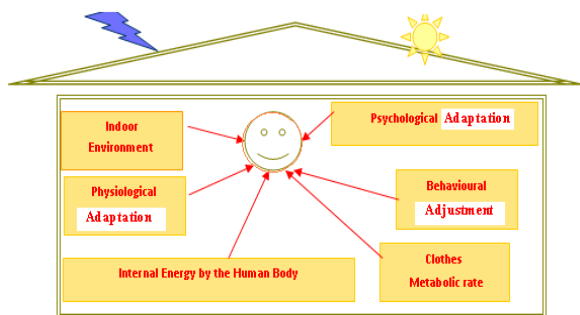 Indoor
Environment
Psychological Adaptation
Physiological
Adaptation
Behavioural
Adjustment
Internal Energy by the Human Body
Clothes
Metabolic rate